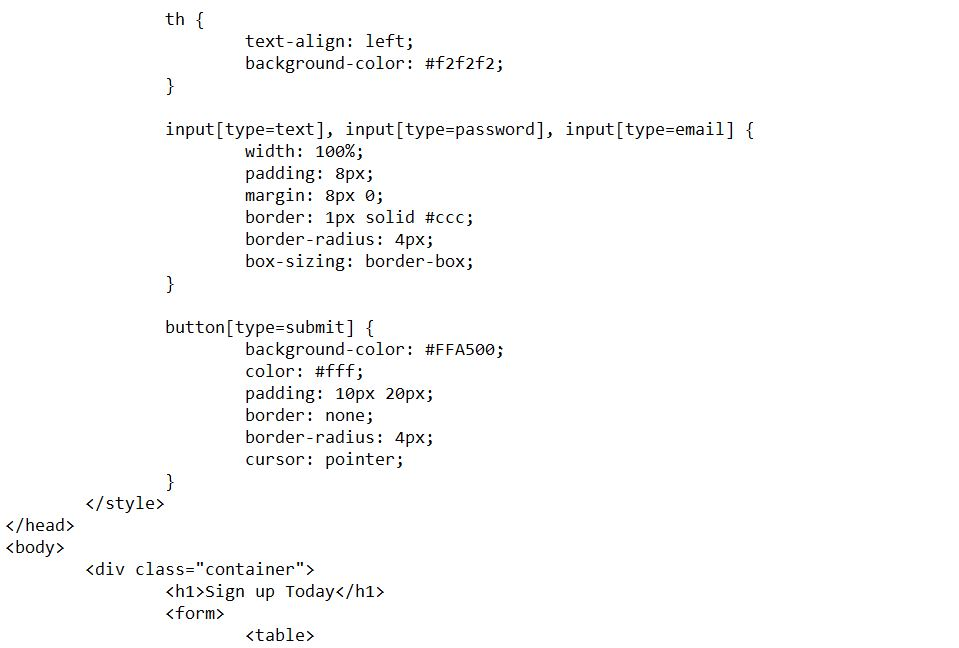 th {
text-align: left;
background-color: #f2f2f2;
}
input[type=text], input[type=password], input[type=email] {
width: 100%;
padding: 8px;
margin: 8px 0;
border: 1px solid #ccc;
border-radius: 4px;
box-sizing: border-box;
}
button[type=submit] {
background-color: #FFA500;
color: #fff;
padding: 10px 20px;
border: none;
border-radius: 4px;
cursor: pointer;
}
</style>
</head>
<body>
<div class="container">
<h1>Sign up Today</h1>
<form>
<table>